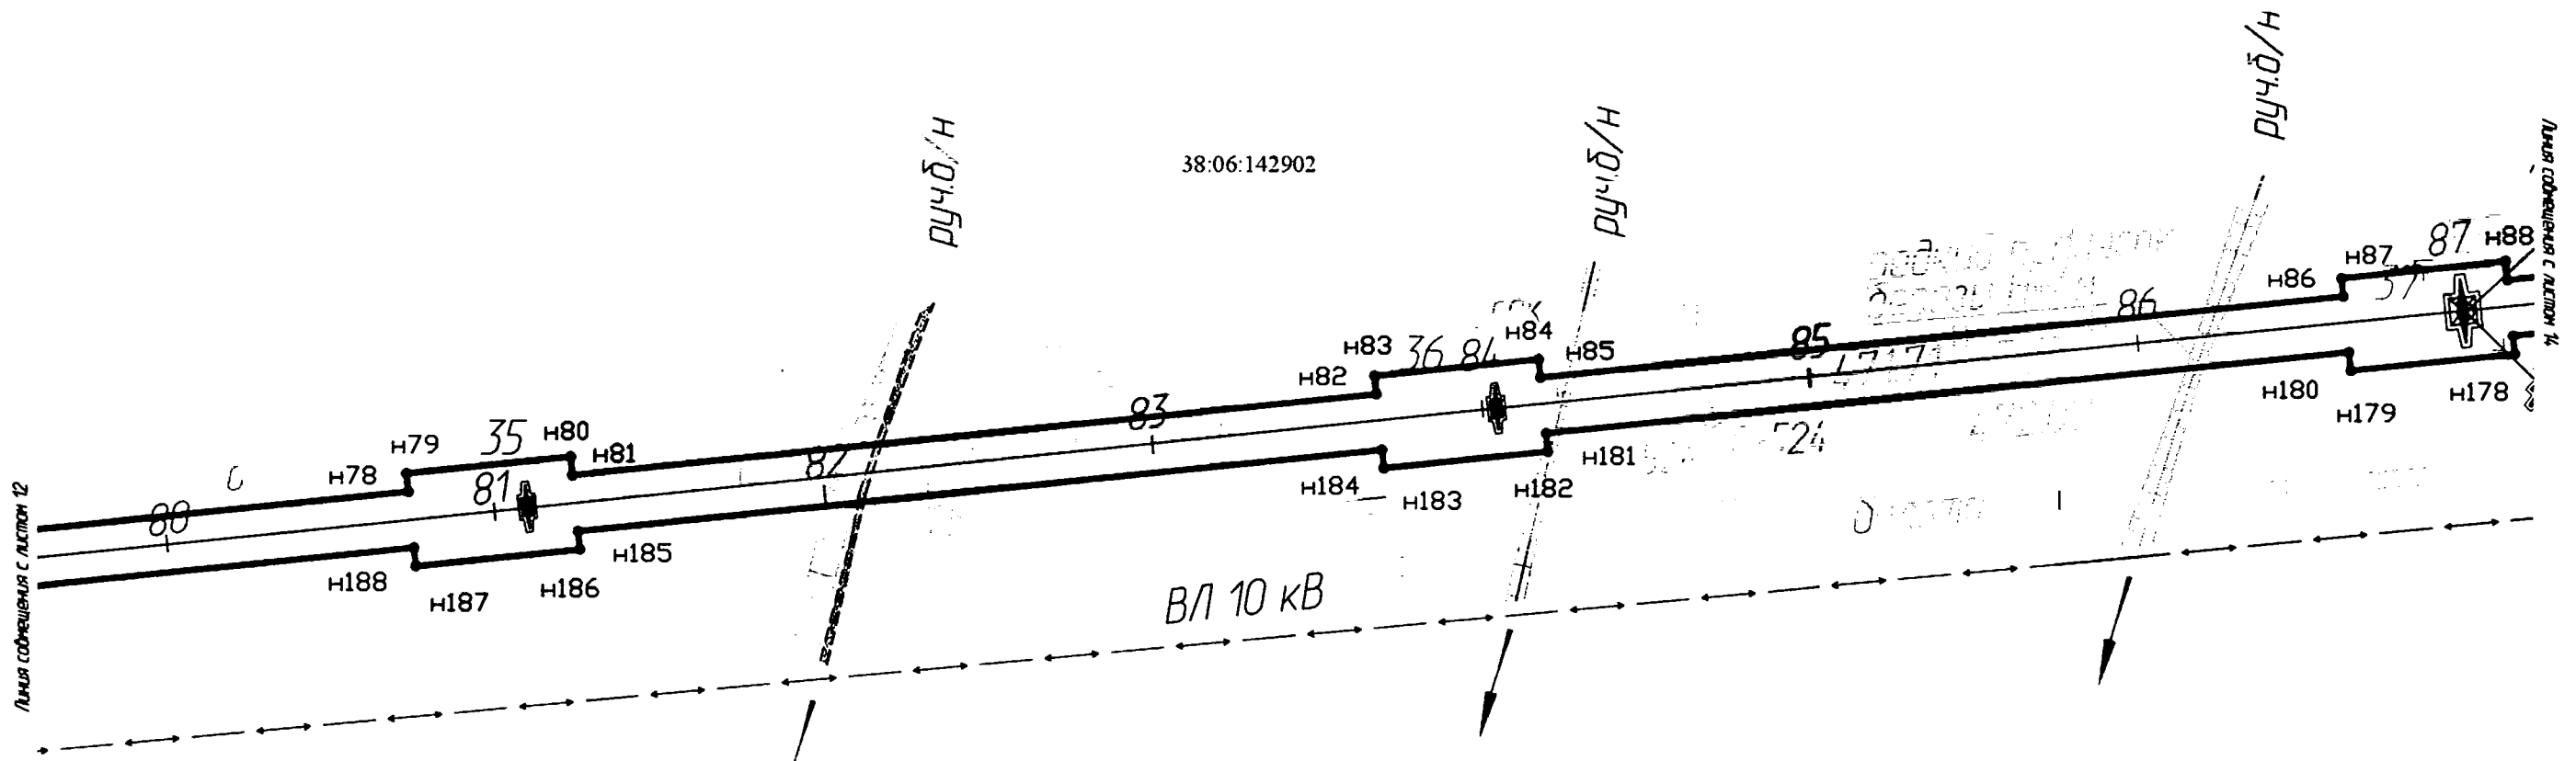 руч.б/н
руч.б/н
руч.б/н
38:06:142902
Линия совмещения с листом 12
Линия совмещения с листом 14
н78
н79
35
н80
н81
80
81
82
83
н82
н83
36
84
н84
н85
85
86
н86
н87
37
87
н88
н188
н187
н186
н185
н184
н183
н182
н181
н180
н179
н178
ВЛ 10 кВ